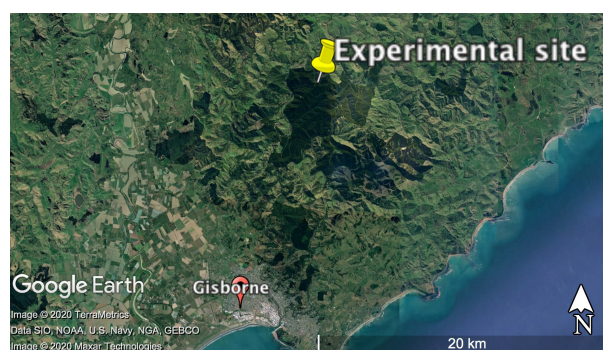 Experimental site
Gisborne
Google Earth
Image © 2020 TerraMetrics
Data SIO, NOAA, U.S. Navy, NGA, GEBCO
Image © 2020 Maxar Technologies
N
20 km